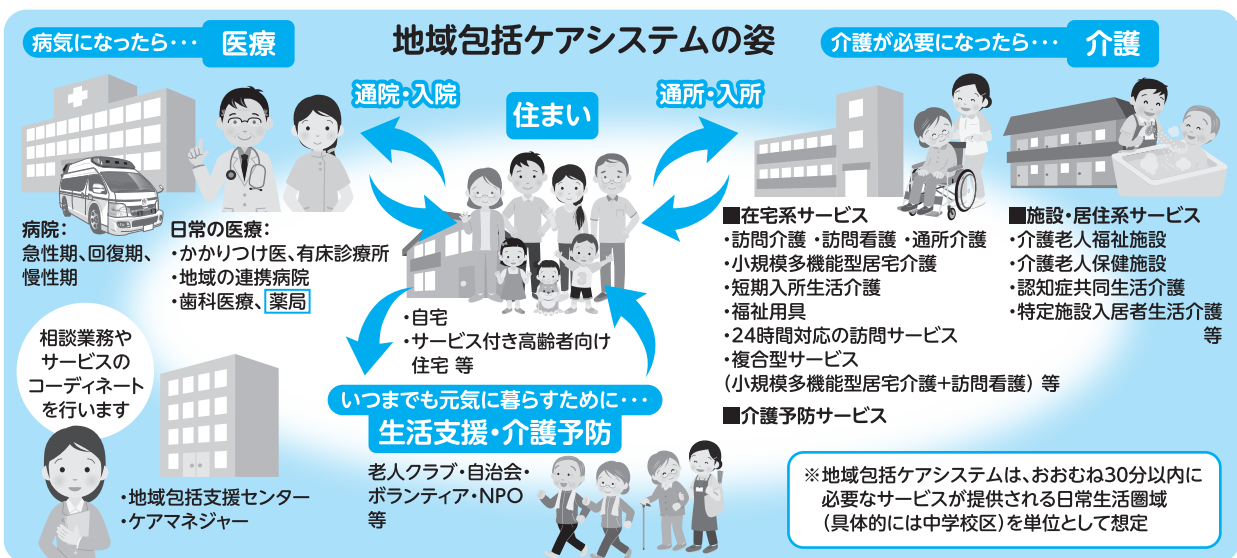 地域包括ケアシステムの姿
病気になったら･･･
医療
通院・入院
病院:
急性期、回復期、
慢性期
日常の医療:
・かかりつけ医、有床診療所
・地域の連携病院
・歯科医療、薬局
住まい
・自宅
・サービス付き高齢者向け
住宅 等
介護が必要になったら･･･
介護
通所・入所
■在宅系サービス
・訪問介護 ・訪問看護 ・通所介護
・小規模多機能型居宅介護
・短期入所生活介護
・福祉用具
・24時間対応の訪問サービス
・複合型サービス
（小規模多機能型居宅介護+訪問看護）等
■介護予防サービス
■施設・居住系サービス
・介護老人福祉施設
・介護老人保健施設
・認知症共同生活介護
・特定施設入居者生活介護
等
相談業務や
サービスの
コーディネート
を行います
・地域包括支援センター
・ケアマネジャー
いつまでも元気に暮らすために･･･
生活支援・介護予防
老人クラブ・自治会・
ボランティア・NPO
等
※地域包括ケアシステムは、おおむね30分以内に
必要なサービスが提供される日常生活圏域
（具体的には中学校区）を単位として想定